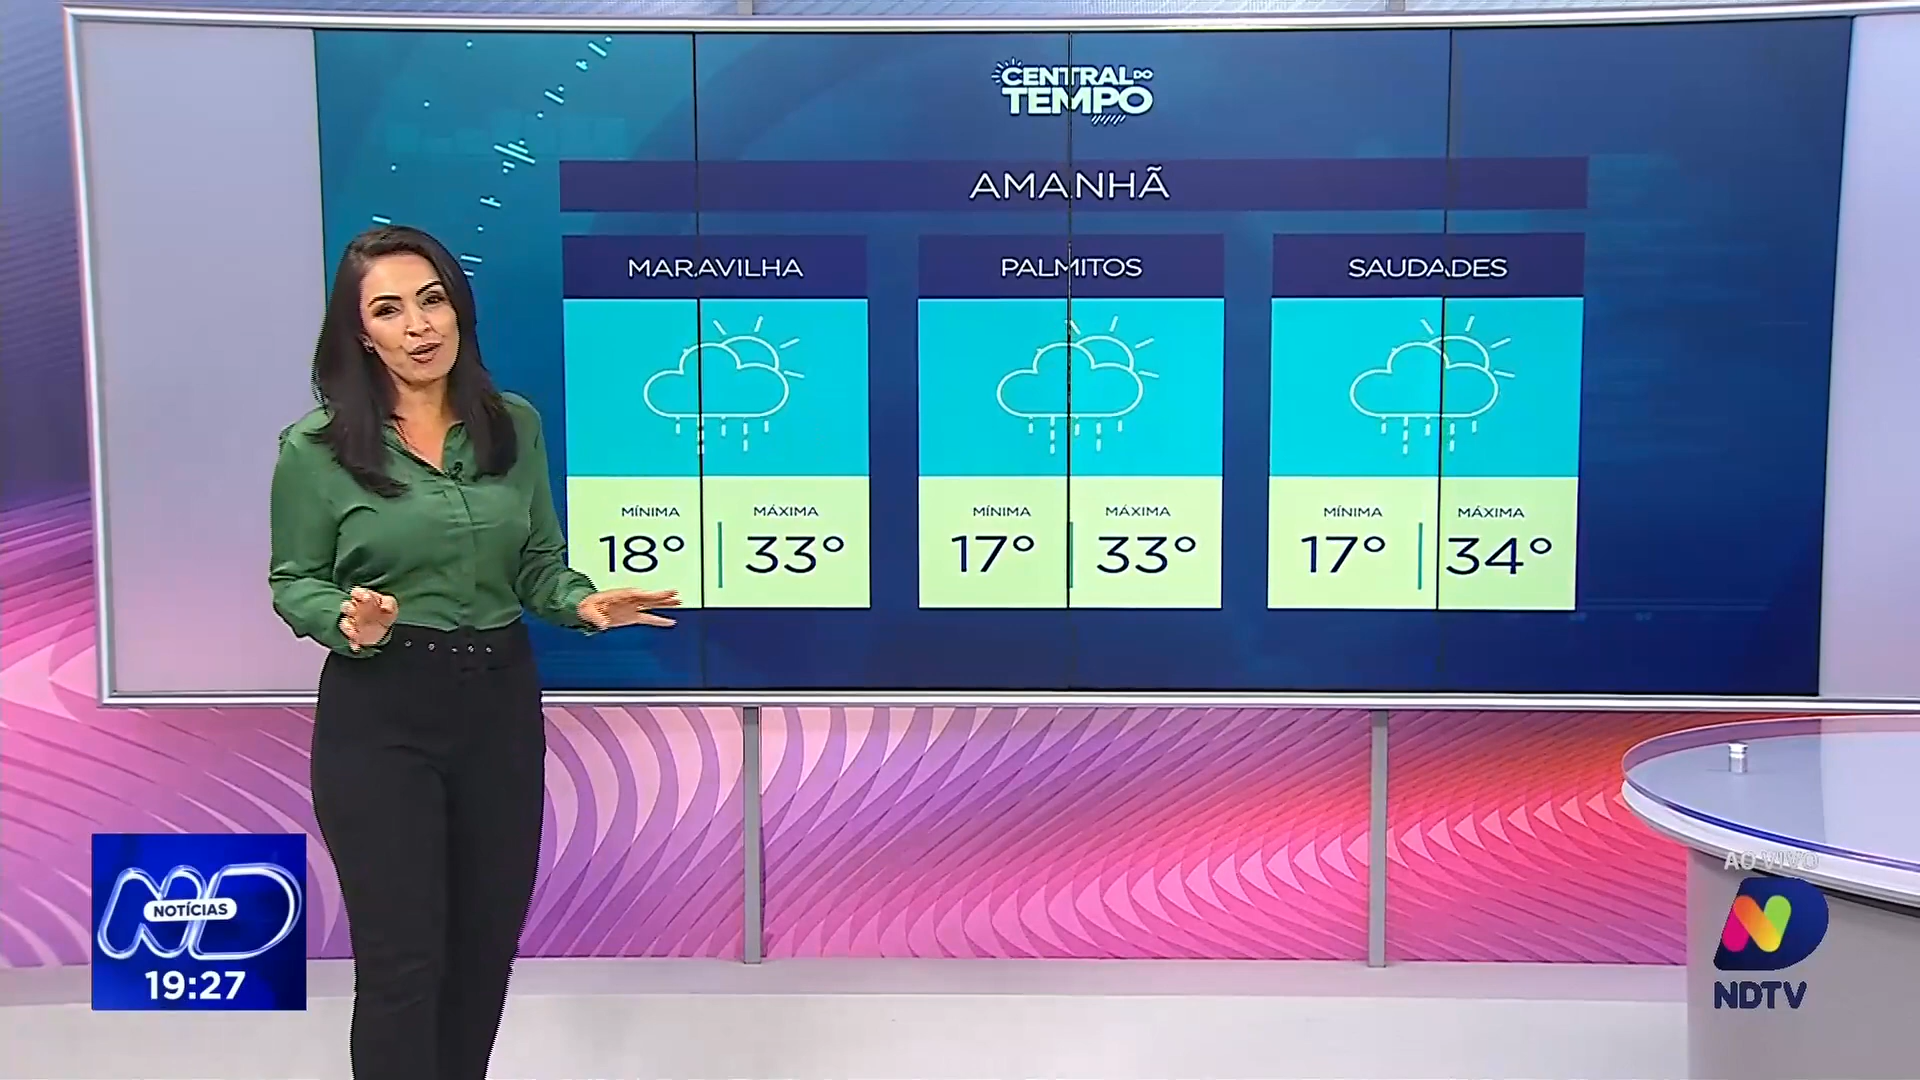 CENTRAL DO
TEMPO
AMANHÃ
MARAVILHA
PALMITOS
SAUDADES
MÍNIMA
MÁXIMA
18° 33°
MÍNIMA
MÁXIMA
17° 33°
MÍNIMA
MÁXIMA
17° 34°
ND
NOTÍCIAS
19:27
AO VIVO
NDTV